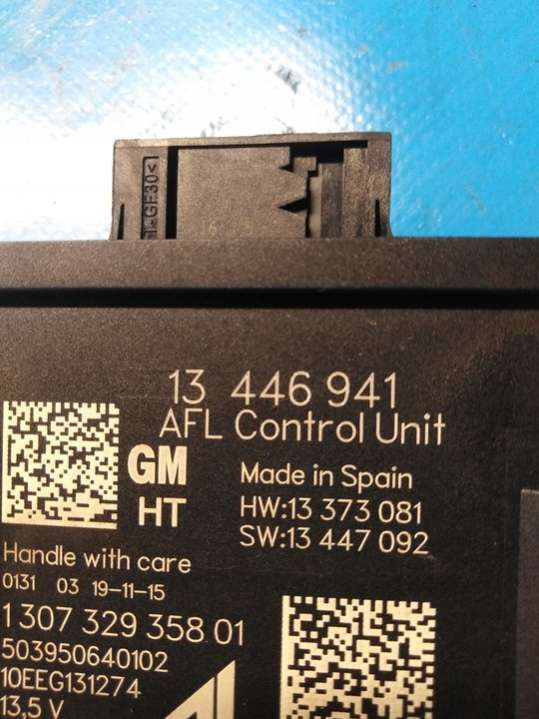 -GF30<
13 446 941
AFL Control Unit
GM
HT
Made in Spain
HW:13 373 081
SW:13 447 092
Handle with care
0131 03 19-11-15
1 307 329 358 01
503950640102
10EEG131274
13,5 V